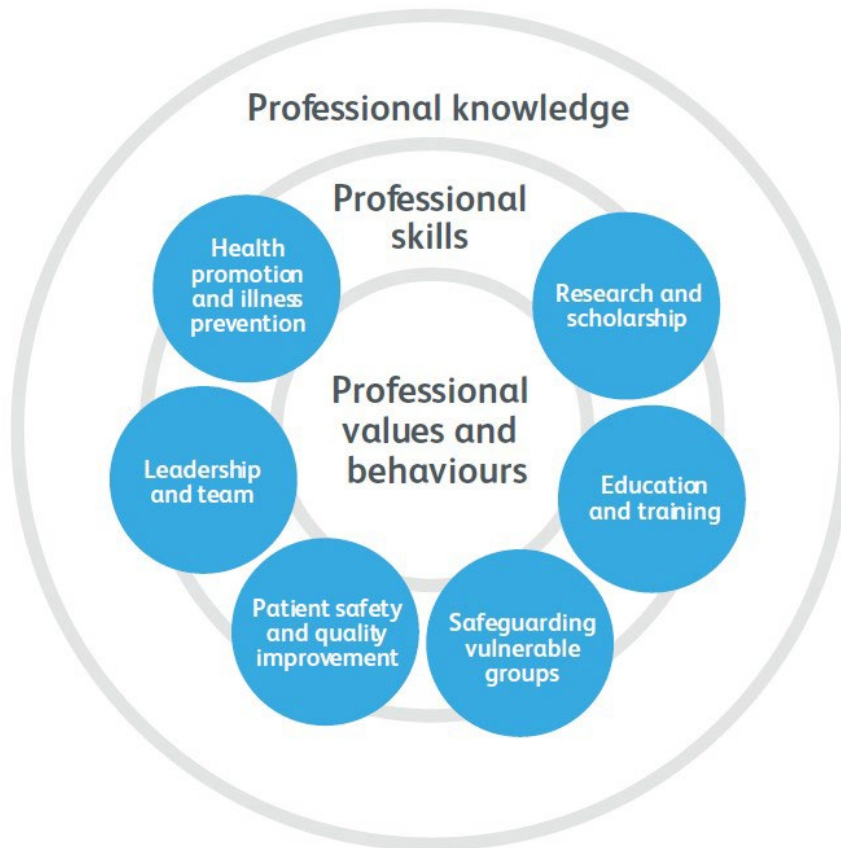 Professional knowledge
Professional
skills
Health
promotion
and illness
prevention
Research and
scholarship
Professional
values and
behaviours
Leadership
and team
Education
and training
Patient safety
and quality
improvement
Safeguarding
vulnerable
groups